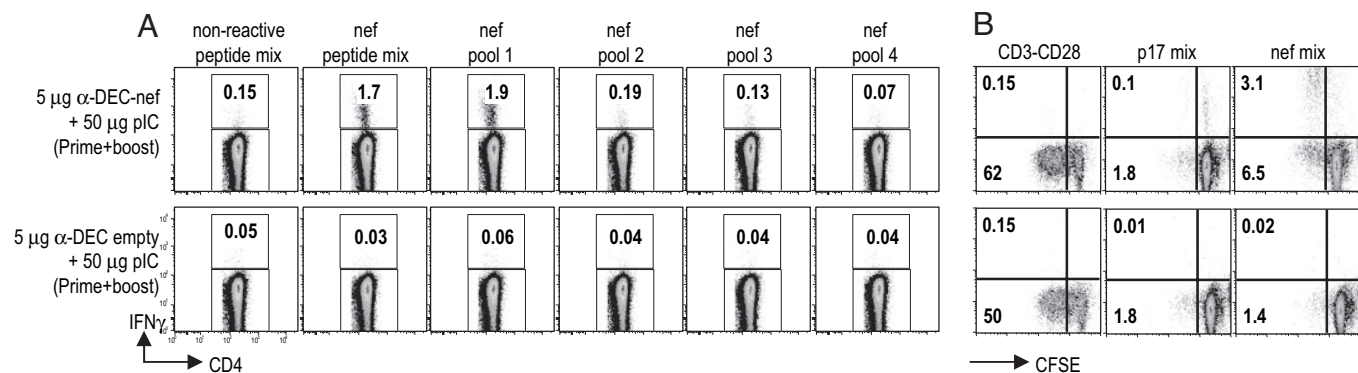 A
non-reactive peptide mix
nef peptide mix
nef pool 1
nef pool 2
nef pool 3
nef pool 4
5 μg α-DEC-nef
+ 50 μg pIC
(Prime+boost)
0.15
1.7
1.9
0.19
0.13
0.07
5 μg α-DEC empty
+ 50 μg pIC
(Prime+boost)
0.05
0.03
0.06
0.04
0.04
0.04
IFNγ
CD4
B
CD3-CD28
p17 mix
nef mix
0.15
0.1
3.1
62
1.8
6.5
0.15
0.01
0.02
50
1.8
1.4
CFSE